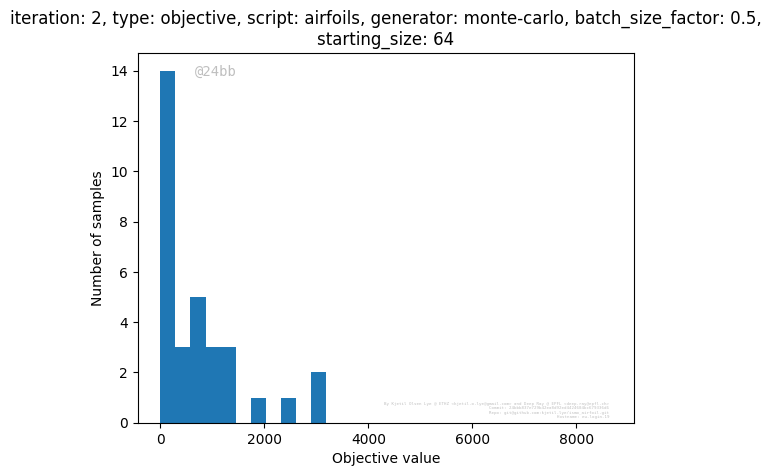 iteration: 2, type: objective, script: airfoils, generator: monte-carlo, batch_size_factor: 0.5,
starting_size: 64
14
@24bb
12
10
8
6
4
2
0
Number of samples
0 2000 4000 6000 8000
Objective value